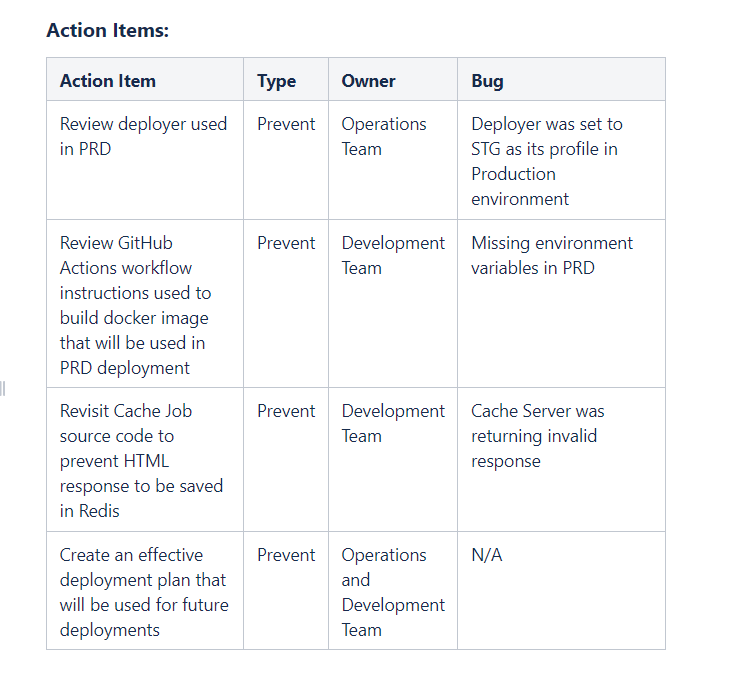 Action Items:
Action Item Type Owner Bug
Review deployer used
in PRD
Prevent
Operations
Team
Deployer was set to
STG as its profile in
Production
environment
Review GitHub
Actions workflow
instructions used to
build docker image
that will be used in
PRD deployment
Prevent
Development
Team
Missing environment
variables in PRD
Revisit Cache Job
source code to
prevent HTML
response to be saved
in Redis
Prevent
Development
Team
Cache Server was
returning invalid
response
Create an effective
deployment plan that
will be used for future
deployments
Prevent
Operations
and
Development
Team
N/A